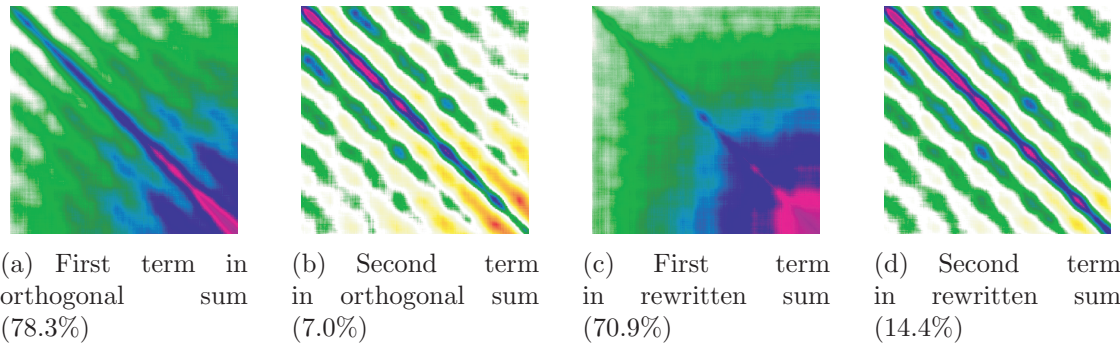 (a) First term in
orthogonal sum
(78.3%)
(b) Second term
in orthogonal sum
(7.0%)
(c) First term
in rewritten sum
(70.9%)
(d) Second term
in rewritten sum
(14.4%)